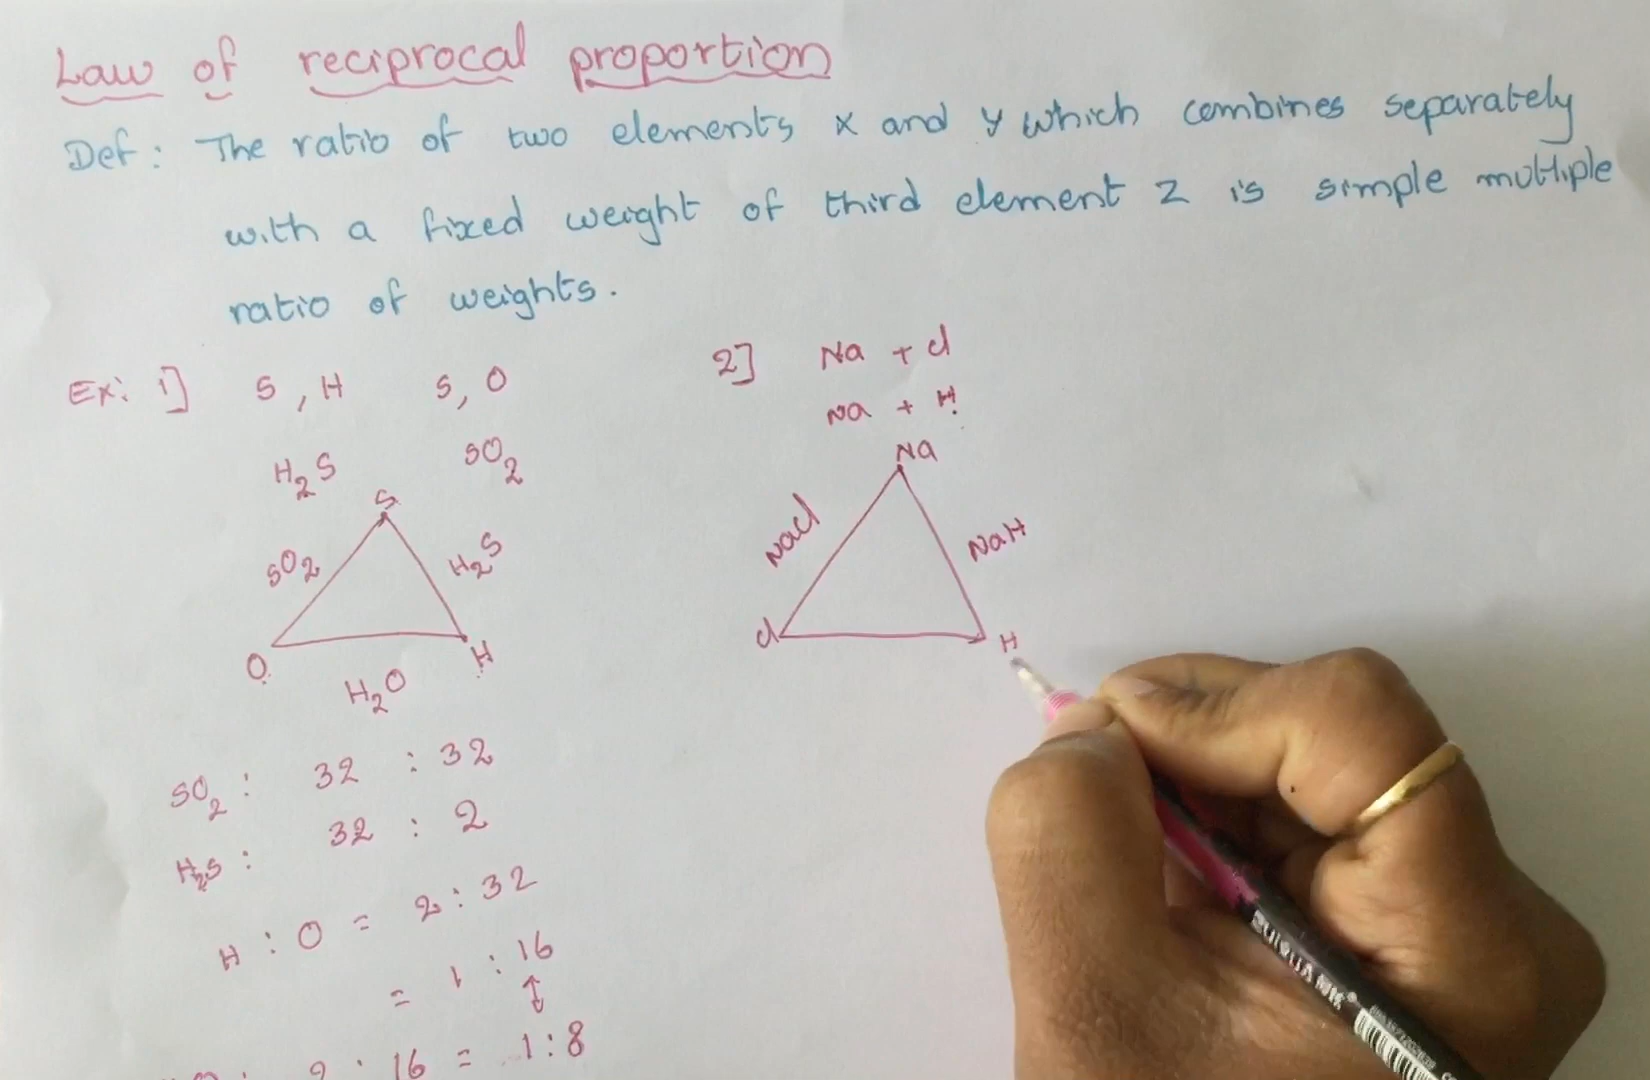 Law of reciprocal proportion
Def: The ratio of two elements x and y which combines separately
with a fixed weight of third element Z is simple multiple
ratio of weights.
Ex: 1] S, H S, O
H2S SO2
S
SO2 H2S
O H
H2O
SO2 : 32 : 32
H2S : 32 : 2
H : O = 2 : 32
= 1 : 16
↕
: 2 : 16 = 1:8
2] Na + Cl
Na + H
Na
NaCl NaH
Cl H